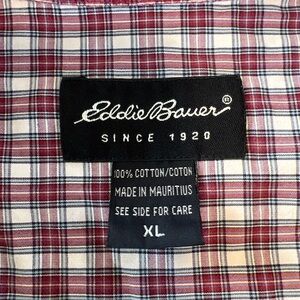 Eddie Bauer®
SINCE 1920
100% COTTON/COTON
MADE IN MAURITIUS
SEE SIDE FOR CARE
XL